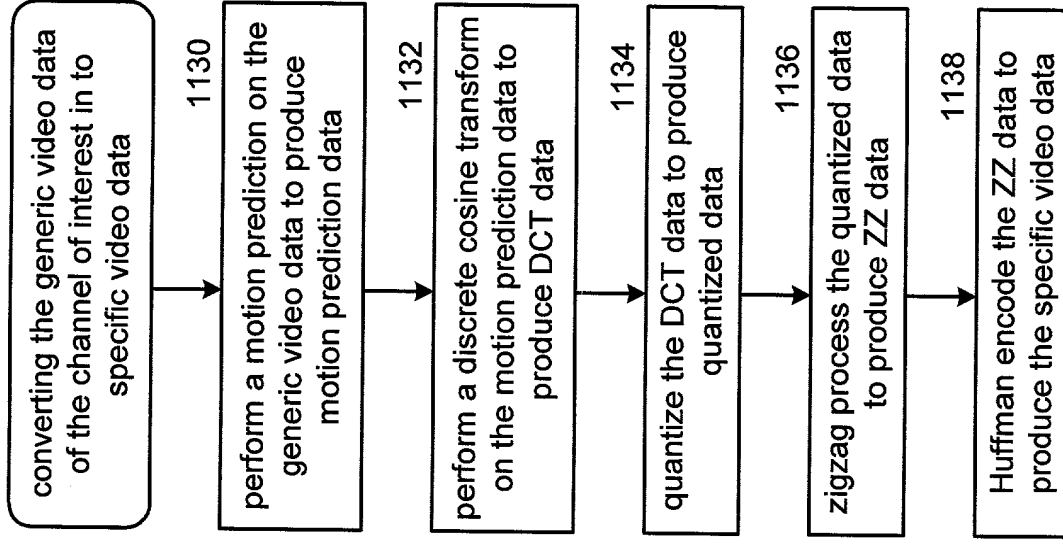 converting the generic video data
of the channel of interest in to
specific video data
1130
perform a motion prediction on the
generic video data to produce
motion prediction data
1132
perform a discrete cosine transform
on the motion prediction data to
produce DCT data
1134
quantize the DCT data to produce
quantized data
1136
zigzag process the quantized data
to produce ZZ data
1138
Huffman encode the ZZ data to
produce the specific video data